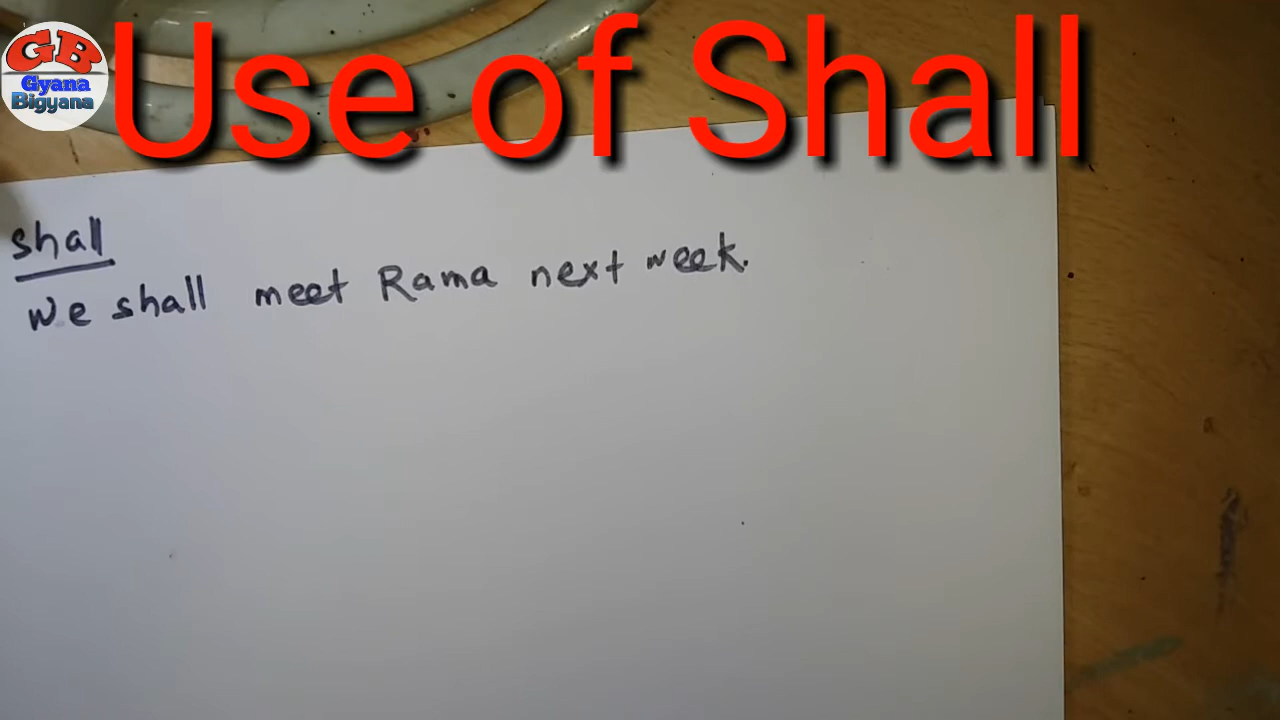 Use of Shall
GB
Gyana
Bigyana
shall
We shall meet Rama next week.